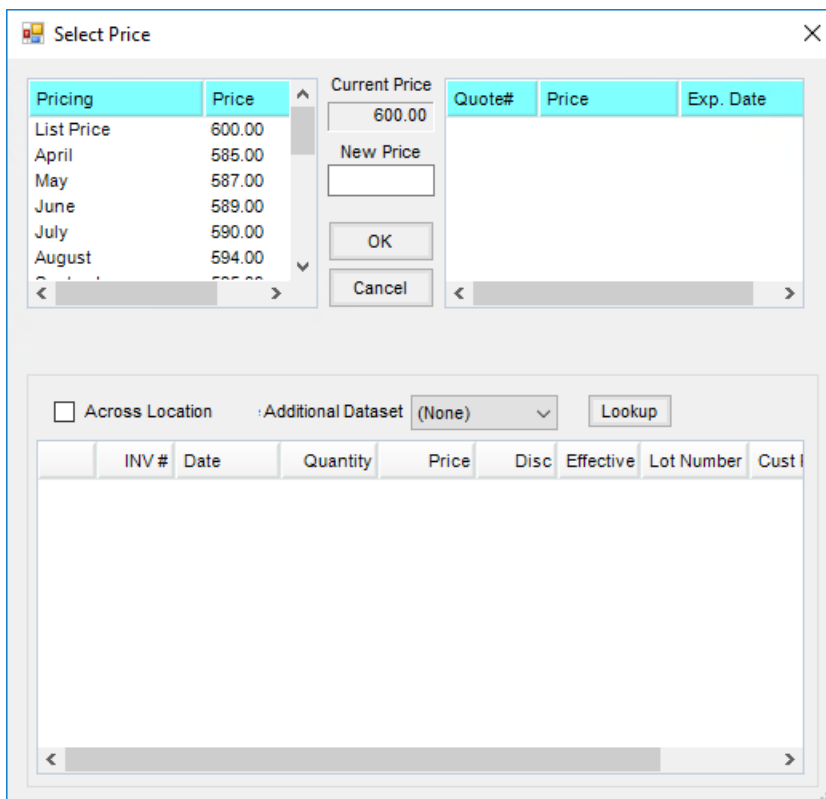 Select Price
Pricing Price
List Price 600.00
April 585.00
May 587.00
June 589.00
July 590.00
August 594.00
Current Price
600.00
New Price
OK
Cancel
Quote# Price Exp. Date
Across Location
Additional Dataset (None)
Lookup
INV # Date Quantity Price Disc Effective Lot Number Cust